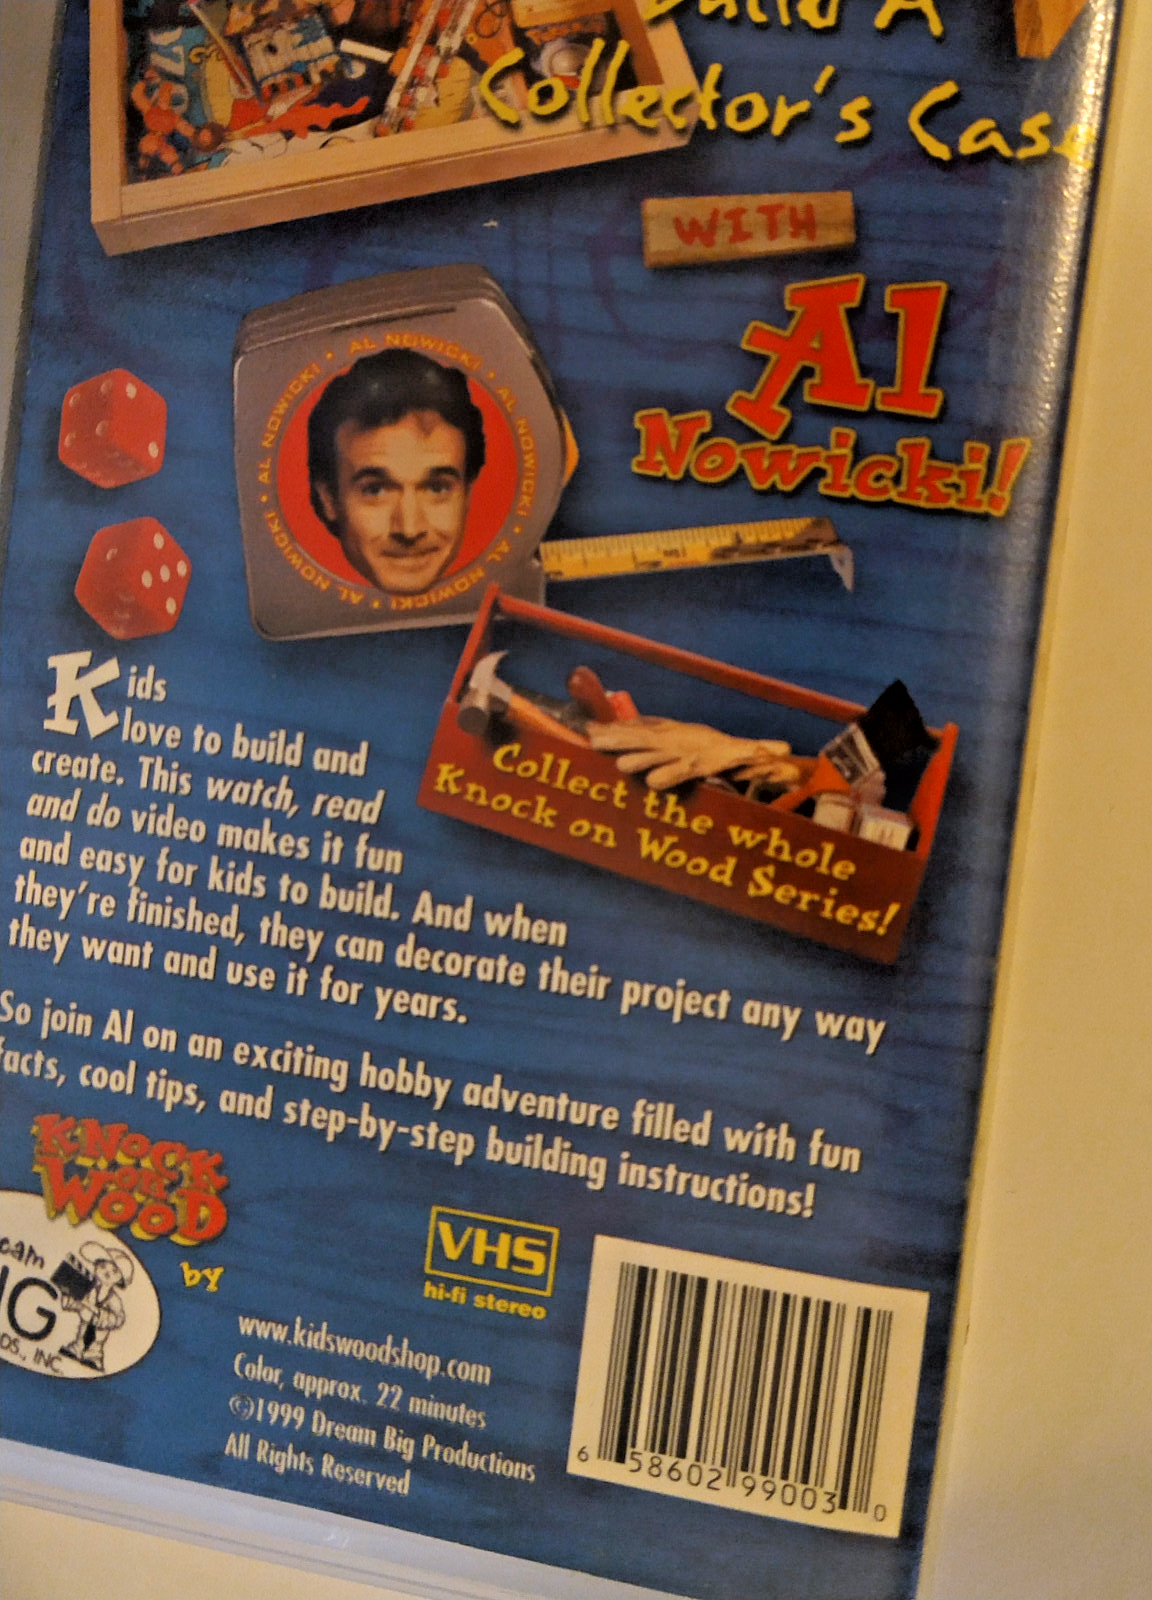 Build A
Collector's Case
WITH
Al
Nowicki!
AL NOWICKI • AL NOWICKI • AL NOWICKI • AL NOWICKI • AL NOWICKI • AL NOWICKI •
Collect the whole
Knock on Wood Series!
Kids
love to build and
create. This watch, read
and do video makes it fun
and easy for kids to build. And when
they're finished, they can decorate their project any way
they want and use it for years.
So join Al on an exciting hobby adventure filled with fun
facts, cool tips, and step-by-step building instructions!
KNOCK
on
WOOD
by
VHS
hi-fi stereo
www.kidswoodshop.com
Color, approx. 22 minutes
©1999 Dream Big Productions
All Rights Reserved
6 58602 99003 0